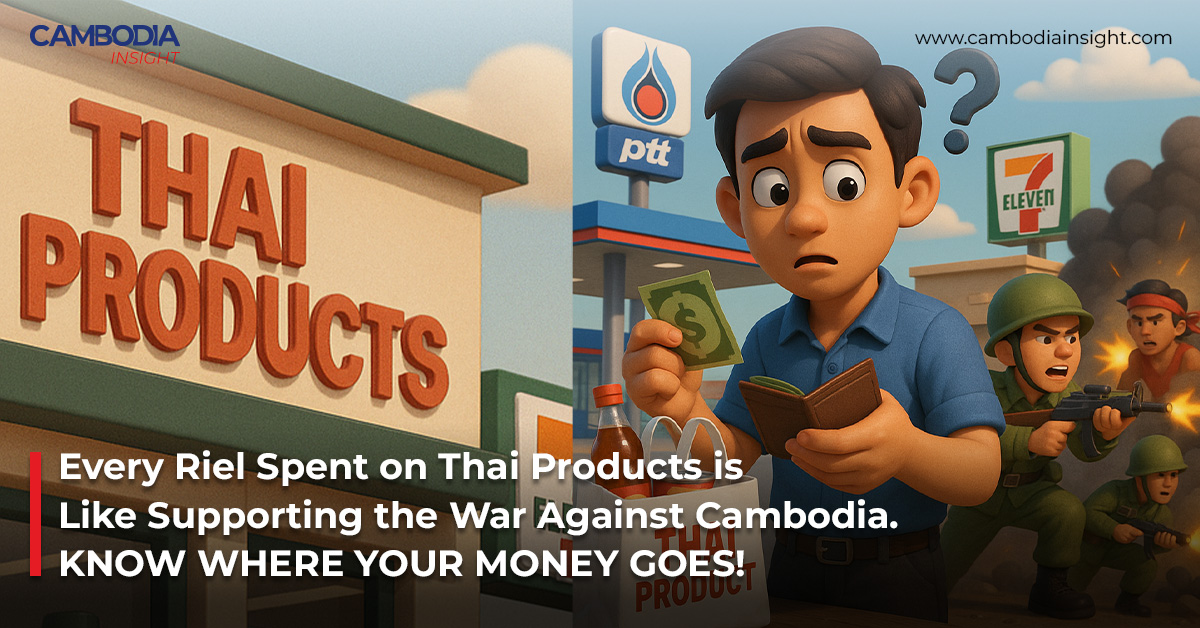 CAMBODIA
INSIGHT
www.cambodiainsight.com
THAI
PRODUCTS
ptt
?
7
ELEVEN
$
Every Riel Spent on Thai Products is
Like Supporting the War Against Cambodia.
KNOW WHERE YOUR MONEY GOES!
THAI
PRODUCT